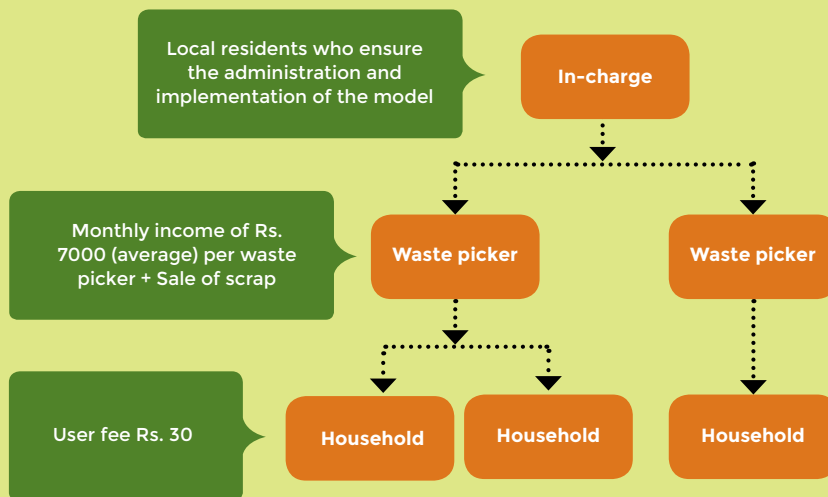 Local residents who ensure
the administration and
implementation of the model
In-charge
Monthly income of Rs.
7000 (average) per waste
picker + Sale of scrap
Waste picker
Waste picker
User fee Rs. 30
Household
Household
Household